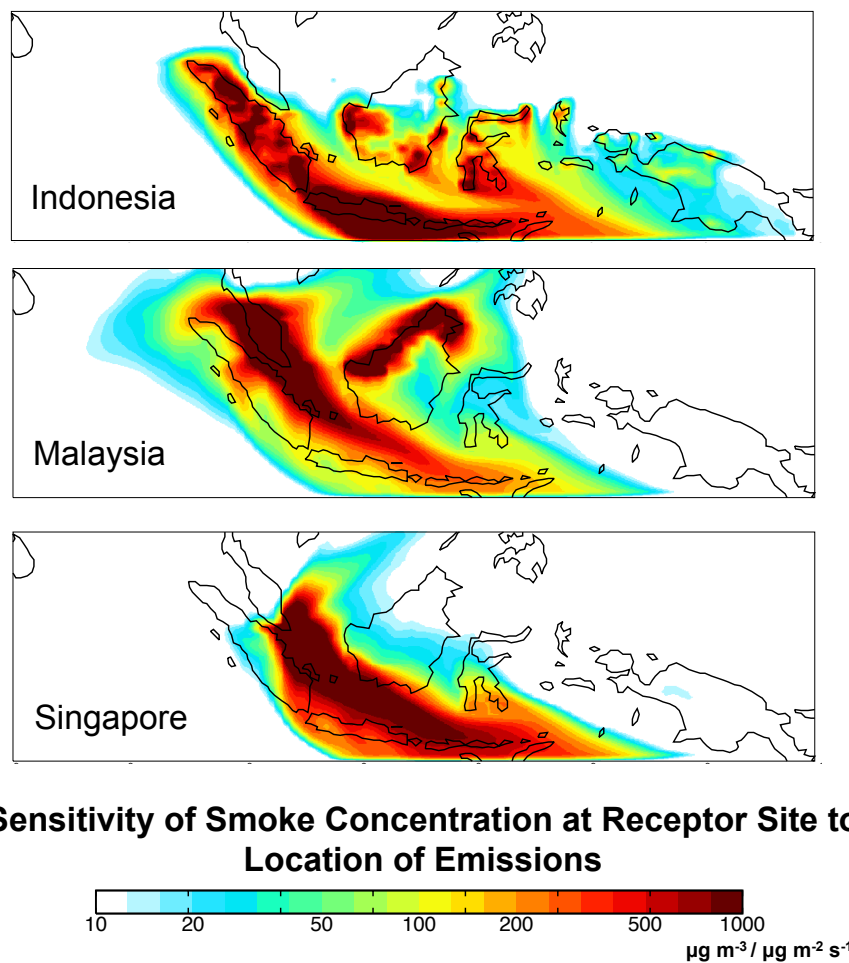 Indonesia
Malaysia
Singapore
Sensitivity of Smoke Concentration at Receptor Site to
Location of Emissions
10 20 50 100 200 500 1000
µg m⁻³ / µg m⁻² s⁻¹